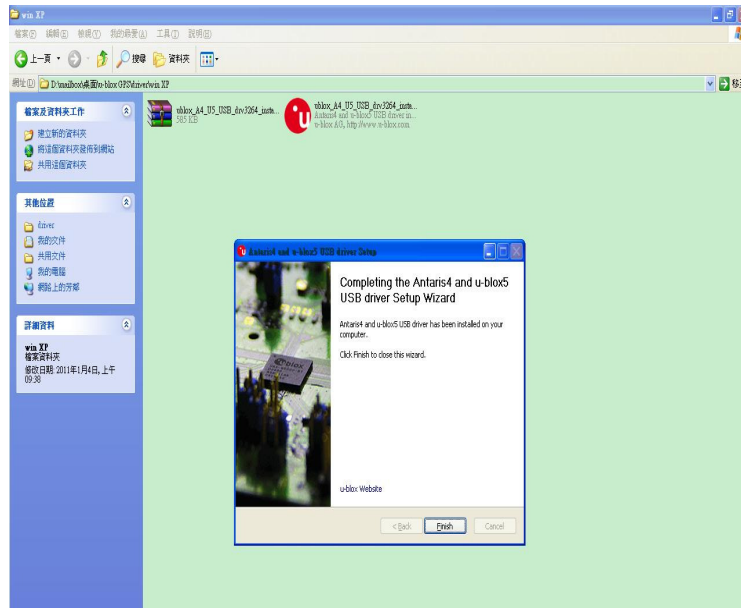 win XP
檔案(F) 編輯(E) 檢視(V) 我的最愛(A) 工具(T) 說明(H)
上一頁 搜尋 資料夾
網址(D) D:\mailbox\桌面\u-blox GPS\driver\win XP 移至
檔案及資料夾工作
建立新的資料夾
將這個資料夾發佈到網站
共用這個資料夾
其他位置
driver
我的文件
共用文件
我的電腦
網路上的芳鄰
詳細資料
win XP
檔案資料夾
修改日期: 2011年1月4日, 上午
09:38
ublox_A4_U5_USB_drv3264_inste...
585 KB
ublox_A4_U5_USB_drv3264_inste...
Antaris4 and u-blox5 USB driver in...
u-blox AG, http://www.u-blox.com
Antaris4 and u-blox5 USB driver Setup
Completing the Antaris4 and u-blox5
USB driver Setup Wizard
Antaris4 and u-blox5 USB driver has been installed on your
computer.
Click Finish to close this wizard.
u-blox Website
< Back Finish Cancel